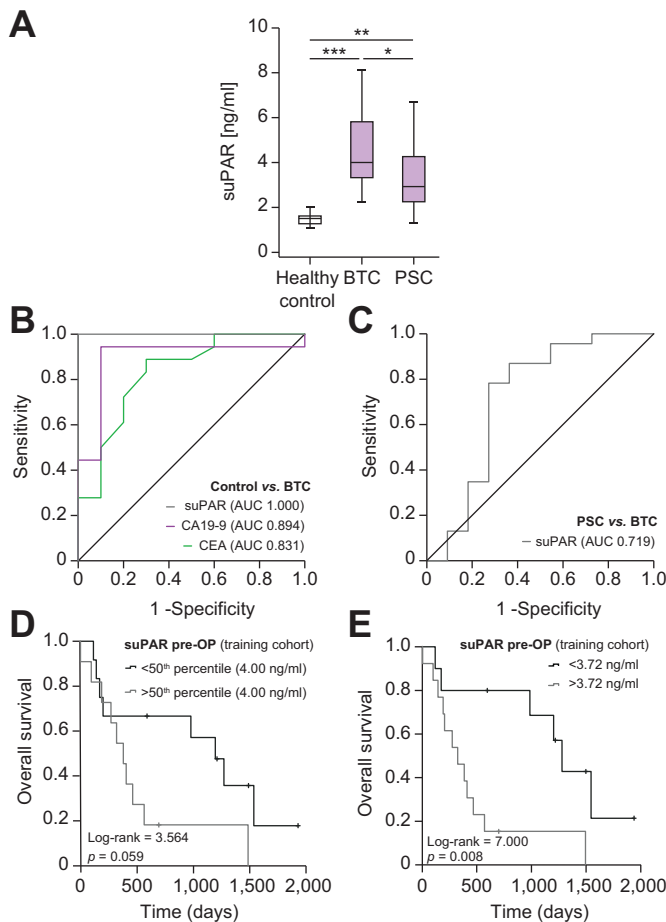 A
**
***
*
suPAR [ng/ml]
10
8
6
4
2
0
Healthy control
BTC
PSC
B
Sensitivity
1.0
0.8
0.6
0.4
0.2
0
Control vs. BTC
suPAR (AUC 1.000)
CA19-9 (AUC 0.894)
CEA (AUC 0.831)
0
0.2
0.4
0.6
0.8
1.0
1 -Specificity
C
Sensitivity
1.0
0.8
0.6
0.4
0.2
0
PSC vs. BTC
suPAR (AUC 0.719)
0
0.2
0.4
0.6
0.8
1.0
1 -Specificity
D
Overall survival
1.0
0.8
0.6
0.4
0.2
0
suPAR pre-OP (training cohort)
<50th percentile (4.00 ng/ml)
>50th percentile (4.00 ng/ml)
Log-rank = 3.564
p = 0.059
0
500
1,000
1,500
2,000
Time (days)
E
Overall survival
1.0
0.8
0.6
0.4
0.2
0
suPAR pre-OP (training cohort)
<3.72 ng/ml
>3.72 ng/ml
Log-rank = 7.000
p = 0.008
0
500
1,000
1,500
2,000
Time (days)